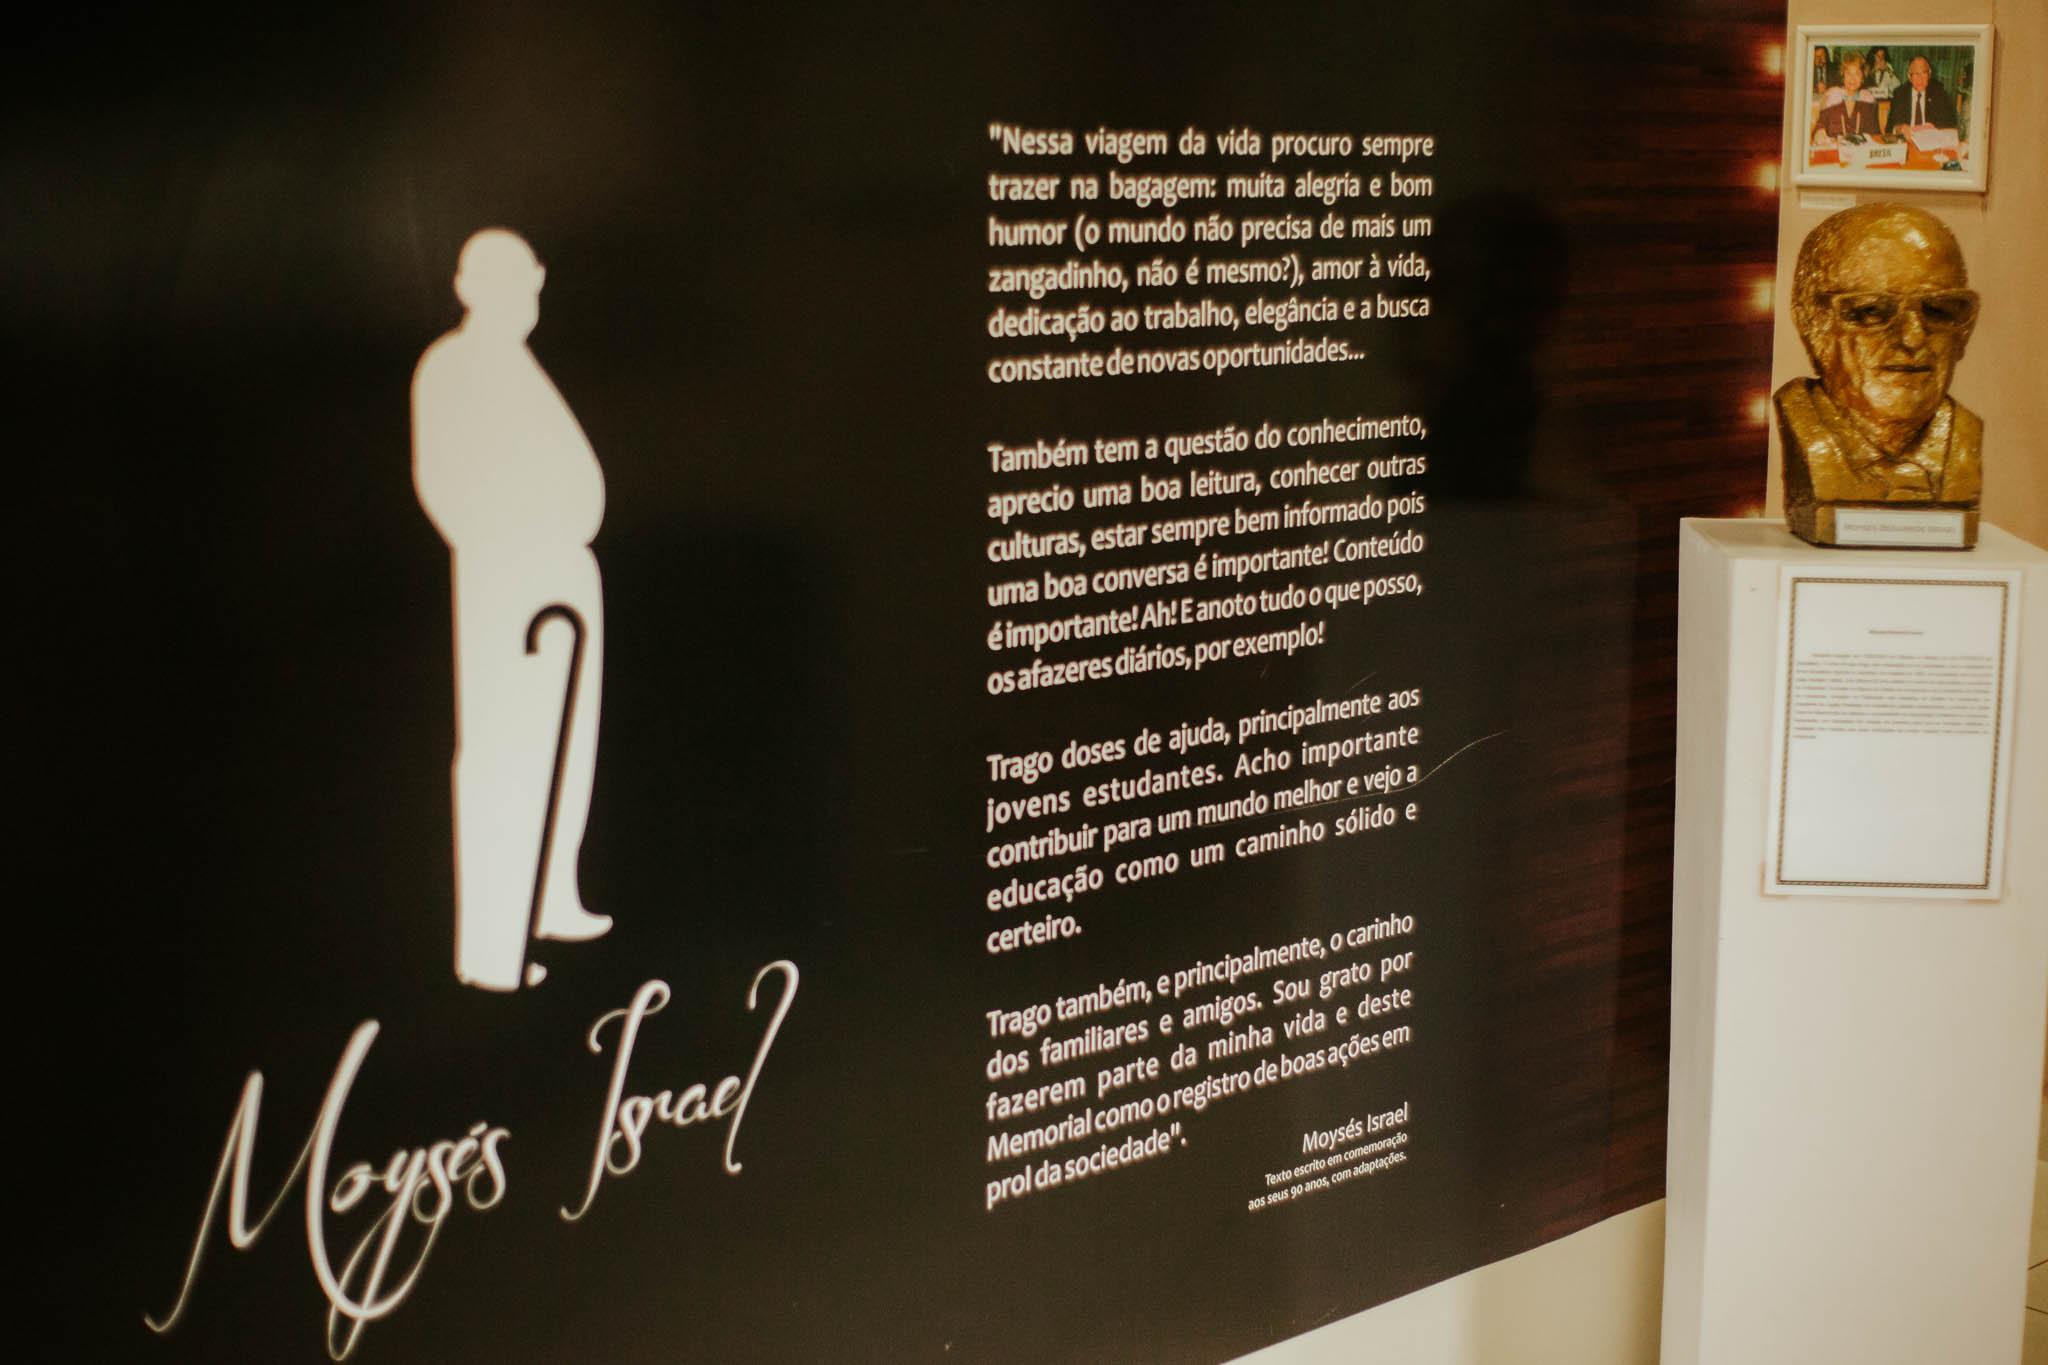 "Nessa viagem da vida procuro sempre
trazer na bagagem: muita alegria e bom
humor (o mundo não precisa de mais um
zangadinho, não é mesmo?), amor à vida,
dedicação ao trabalho, elegância e a busca
constante de novas oportunidades...
Também tem a questão do conhecimento,
aprecio uma boa leitura, conhecer outras
culturas, estar sempre bem informado pois
uma boa conversa é importante! Conteúdo
é importante! Ah! E anoto tudo o que posso,
os afazeres diários, por exemplo!
Trago doses de ajuda, principalmente aos
jovens estudantes. Acho importante
contribuir para um mundo melhor e vejo a
educação como um caminho sólido e
certeiro.
Trago também, e principalmente, o carinho
dos familiares e amigos. Sou grato por
fazerem parte da minha vida e deste
Memorial como o registro de boas ações em
prol da sociedade".
Moysés Israel
Texto escrito em comemoração
aos seus 90 anos, com adaptações.
Moysés Israel
BRESIL